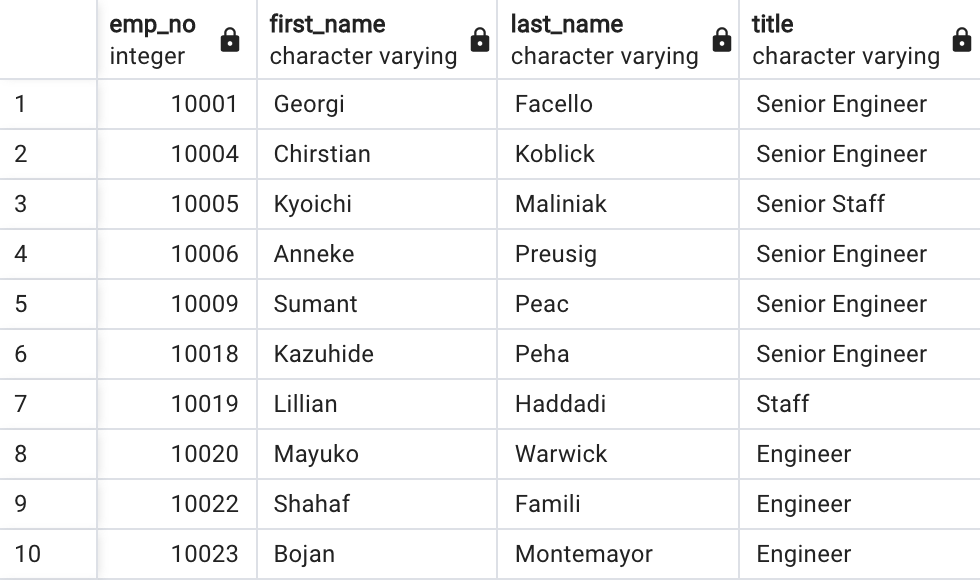 emp_no first_name last_name title
integer character varying character varying character varying
1 10001 Georgi Facello Senior Engineer
2 10004 Chirstian Koblick Senior Engineer
3 10005 Kyoichi Maliniak Senior Staff
4 10006 Anneke Preusig Senior Engineer
5 10009 Sumant Peac Senior Engineer
6 10018 Kazuhide Peha Senior Engineer
7 10019 Lillian Haddadi Staff
8 10020 Mayuko Warwick Engineer
9 10022 Shahaf Famili Engineer
10 10023 Bojan Montemayor Engineer